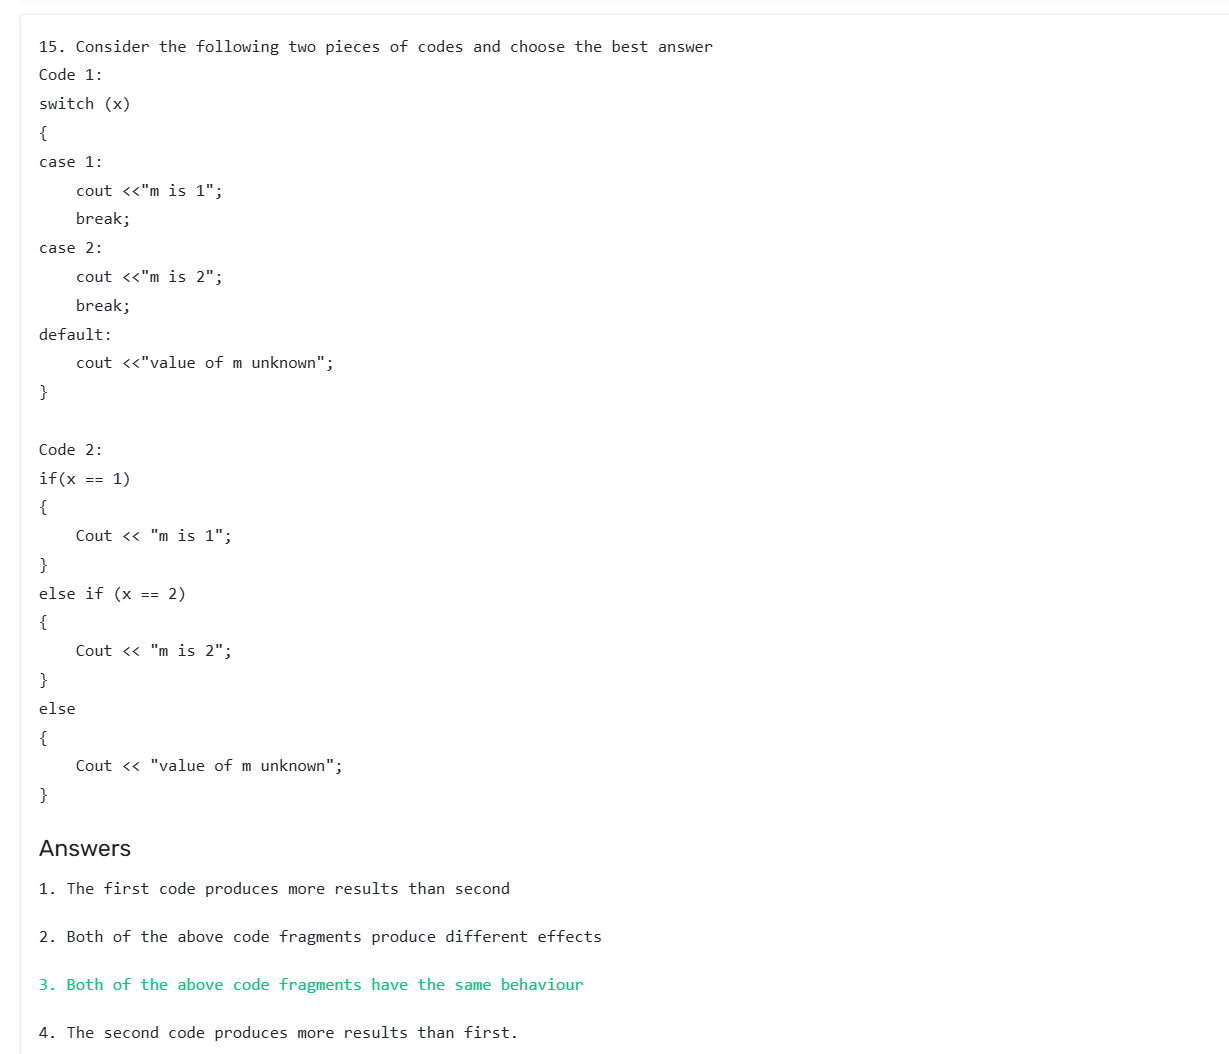 15. Consider the following two pieces of codes and choose the best answer
Code 1:
switch (x)
{
case 1:
    cout <<"m is 1";
    break;
case 2:
    cout <<"m is 2";
    break;
default:
    cout <<"value of m unknown";
}

Code 2:
if(x == 1)
{
    Cout << "m is 1";
}
else if (x == 2)
{
    Cout << "m is 2";
}
else
{
    Cout << "value of m unknown";
}
Answers
1. The first code produces more results than second
2. Both of the above code fragments produce different effects
3. Both of the above code fragments have the same behaviour
4. The second code produces more results than first.